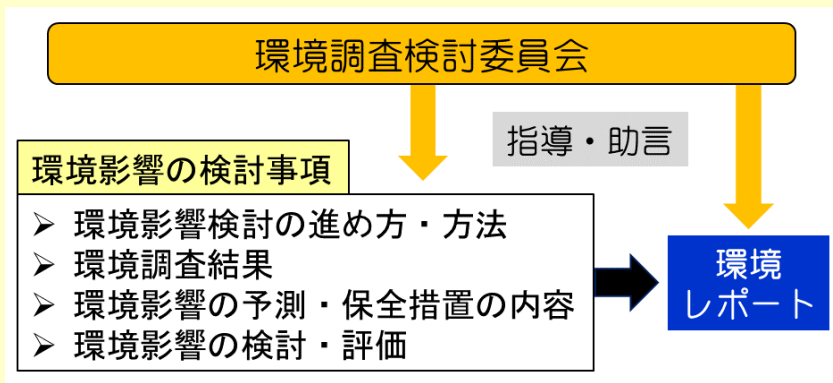 環境調査検討委員会
指導・助言
環境影響の検討事項
➢ 環境影響検討の進め方・方法
➢ 環境調査結果
➢ 環境影響の予測・保全措置の内容
➢ 環境影響の検討・評価
環境
レポート